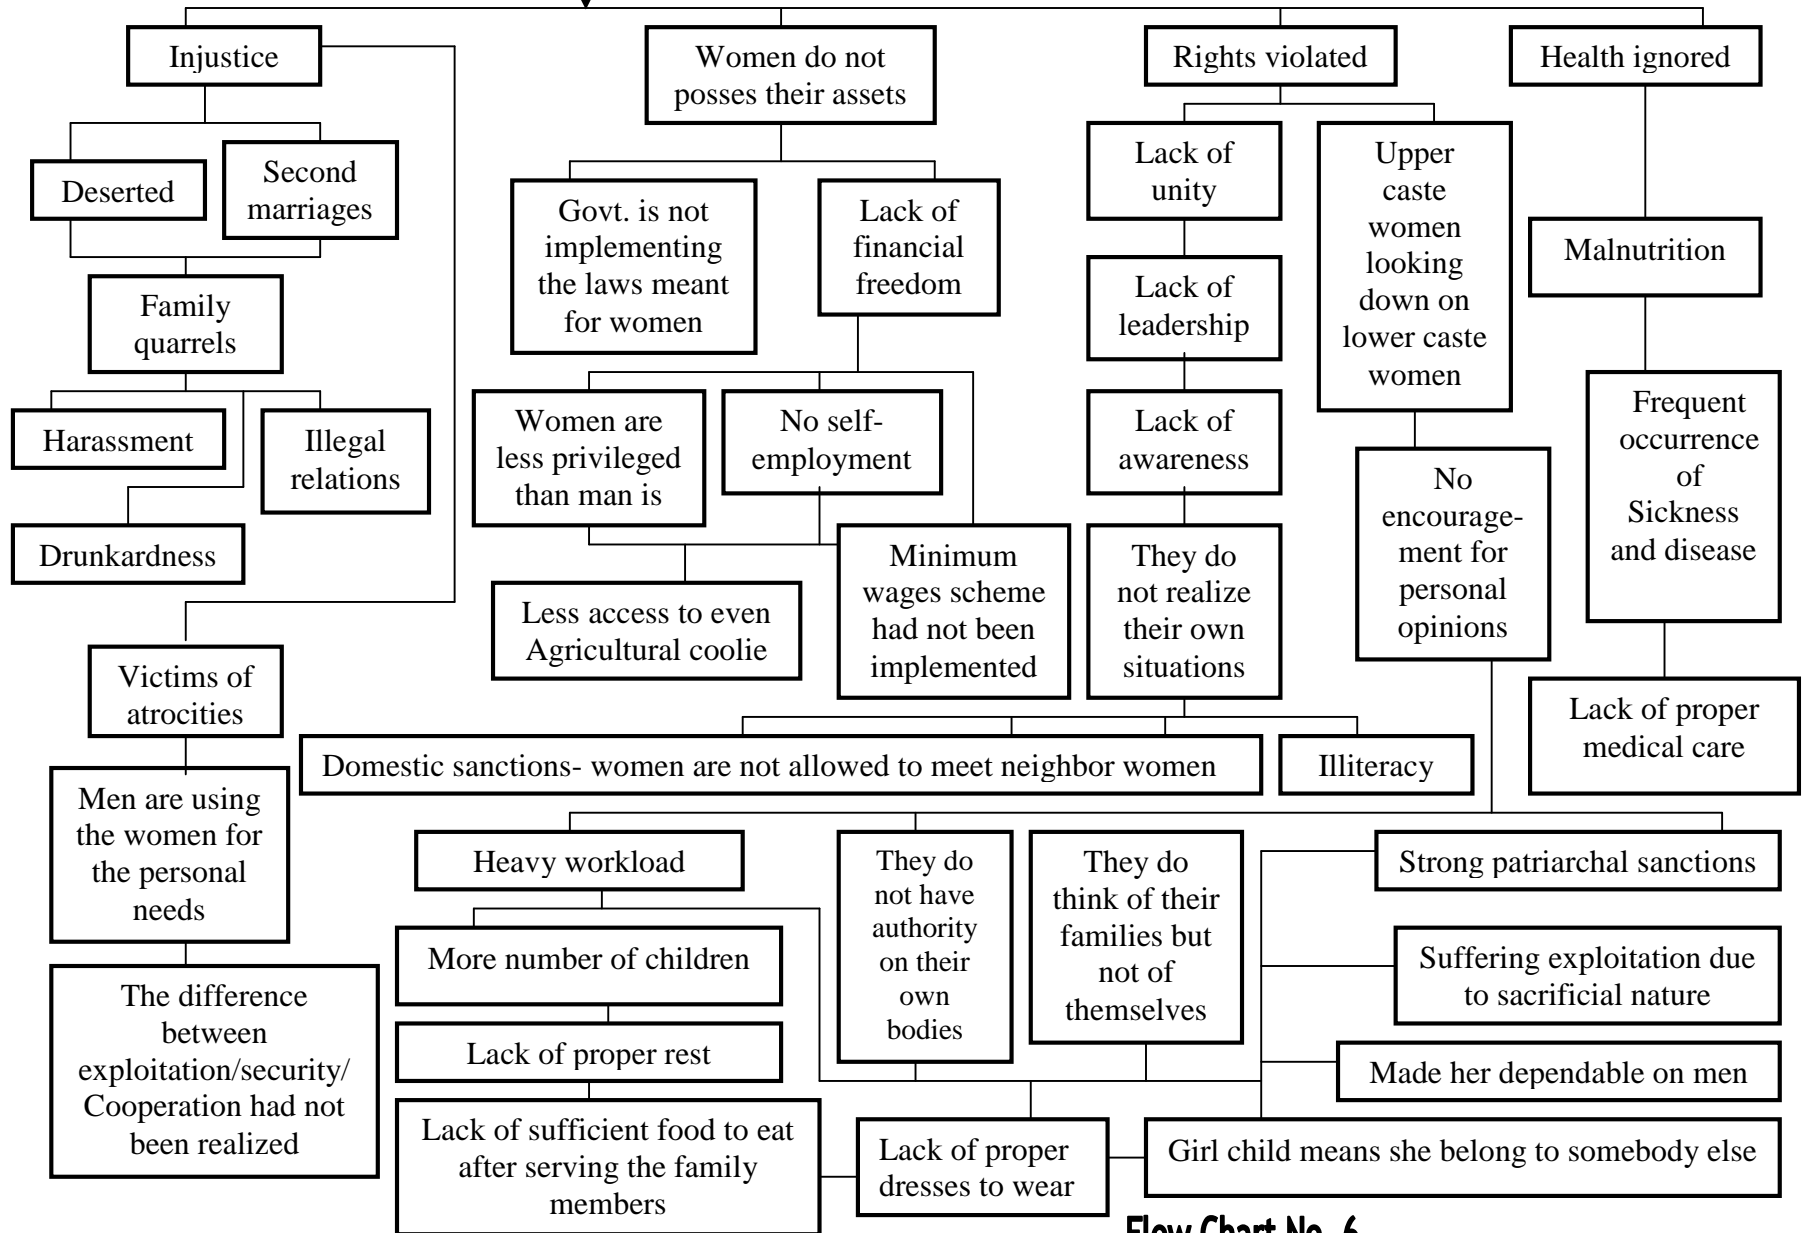 Injustice
Women do not
posses their assets
Rights violated
Health ignored
Deserted
Second
marriages
Family
quarrels
Harassment
Illegal
relations
Drunkardness
Victims of
atrocities
Men are using
the women for
the personal
needs
The difference
between
exploitation/security/
Cooperation had not
been realized
Govt. is not
implementing
the laws meant
for women
Lack of
financial
freedom
Women are
less privileged
than man is
No self-
employment
Less access to even
Agricultural coolie
Minimum
wages scheme
had not been
implemented
Lack of
unity
Lack of
leadership
Lack of
awareness
They do
not realize
their own
situations
Upper
caste
women
looking
down on
lower caste
women
No
encourage-
ment for
personal
opinions
Malnutrition
Frequent
occurrence
of
Sickness
and disease
Lack of proper
medical care
Domestic sanctions- women are not allowed to meet neighbor women
Illiteracy
Heavy workload
More number of children
Lack of proper rest
Lack of sufficient food to eat
after serving the family
members
They do
not have
authority
on their
own
bodies
They do
think of their
families but
not of
themselves
Strong patriarchal sanctions
Suffering exploitation due
to sacrificial nature
Made her dependable on men
Lack of proper
dresses to wear
Girl child means she belong to somebody else
Flow Chart No. 6